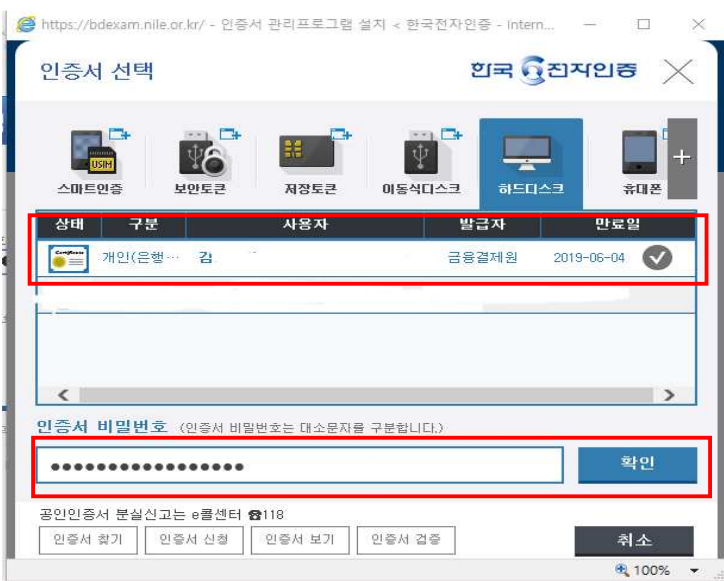 https://bdexam.nile.or.kr/ - 인증서 관리프로그램 설치 < 한국전자인증 - Intern...
인증서 선택
한국전자인증
USIM
스마트인증 보안토큰 저장토큰 이동식디스크 하드디스크 휴대폰
상태 구분 사용자 발급자 만료일
개인(은행… 김 금융결제원 2019-06-04
인증서 비밀번호 (인증서 비밀번호는 대소문자를 구분합니다.)
●●●●●●●●●●●●●●●●●
확인
공인인증서 분실신고는 e콜센터 ☎118
인증서 찾기 인증서 신청 인증서 보기 인증서 검증 취소
100%